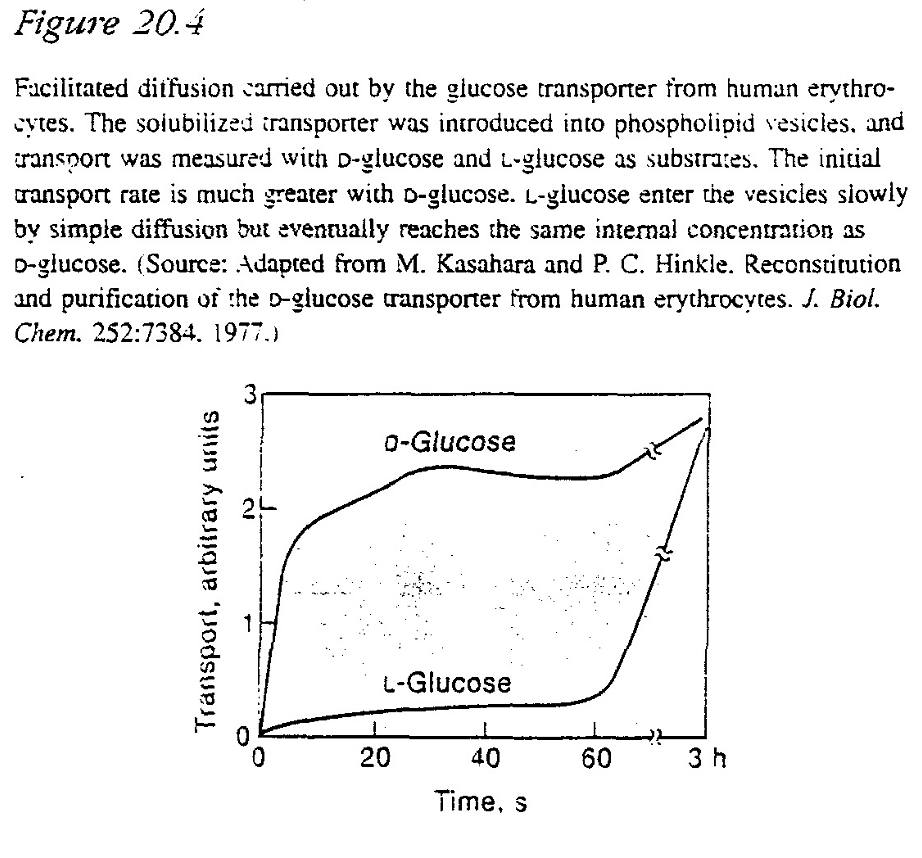 Figure 20.4
Facilitated diffusion carried out by the glucose transporter from human erythro-
cytes. The solubilized transporter was introduced into phospholipid vesicles, and
transport was measured with D-glucose and L-glucose as substrates. The initial
transport rate is much greater with D-glucose. L-glucose enter the vesicles slowly
by simple diffusion but eventually reaches the same internal concentration as
D-glucose. (Source: Adapted from M. Kasahara and P. C. Hinkle. Reconstitution
and purification of the D-glucose transporter from human erythrocytes. J. Biol.
Chem. 252:7384. 1977.)
3
D-Glucose
2
Transport, arbitrary units
1
L-Glucose
0
0 20 40 60 3 h
Time, s